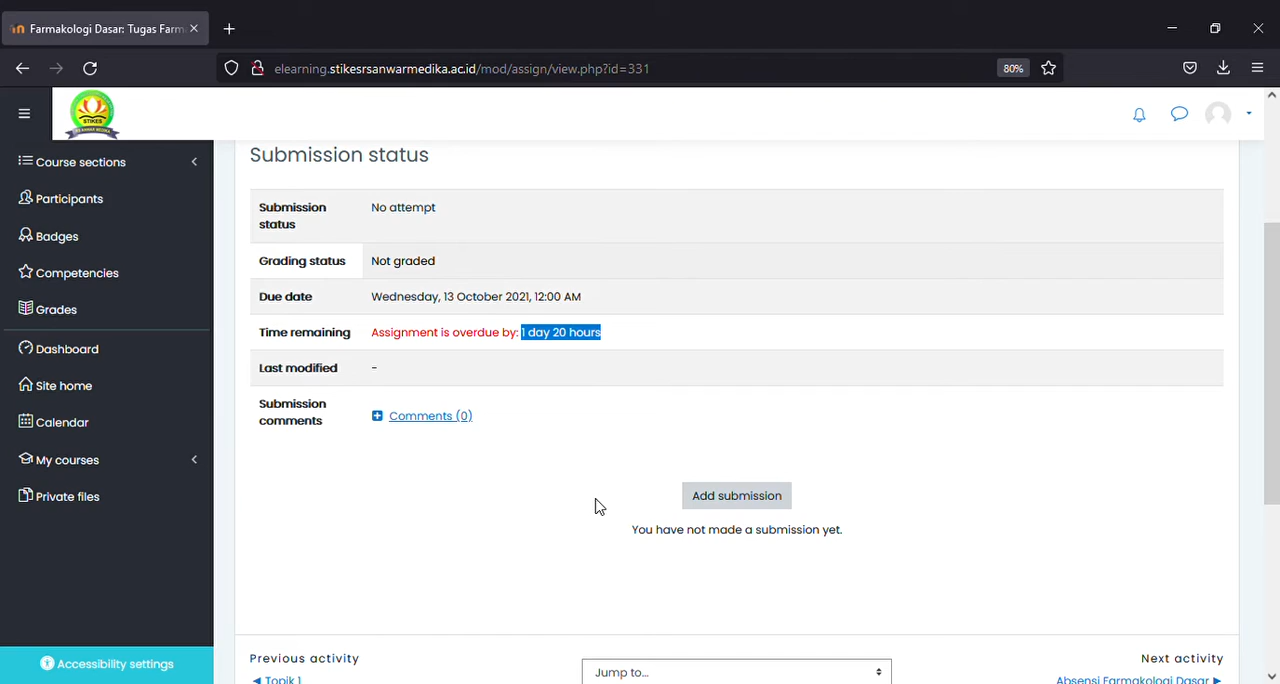 Farmakologi Dasar: Tugas Farm
elearning.stikesrsanwarmedika.ac.id/mod/assign/view.php?id=331
80%
STIKES
Course sections
Participants
Badges
Competencies
Grades
Dashboard
Site home
Calendar
My courses
Private files
Accessibility settings
Submission status
Submission
status
No attempt
Grading status
Not graded
Due date
Wednesday, 13 October 2021, 12:00 AM
Time remaining
Assignment is overdue by: 1 day 20 hours
Last modified
-
Submission
comments
Comments (0)
Add submission
You have not made a submission yet.
Previous activity
◄ Topik 1
Jump to...
Next activity
Absensi Farmakologi Dasar ►